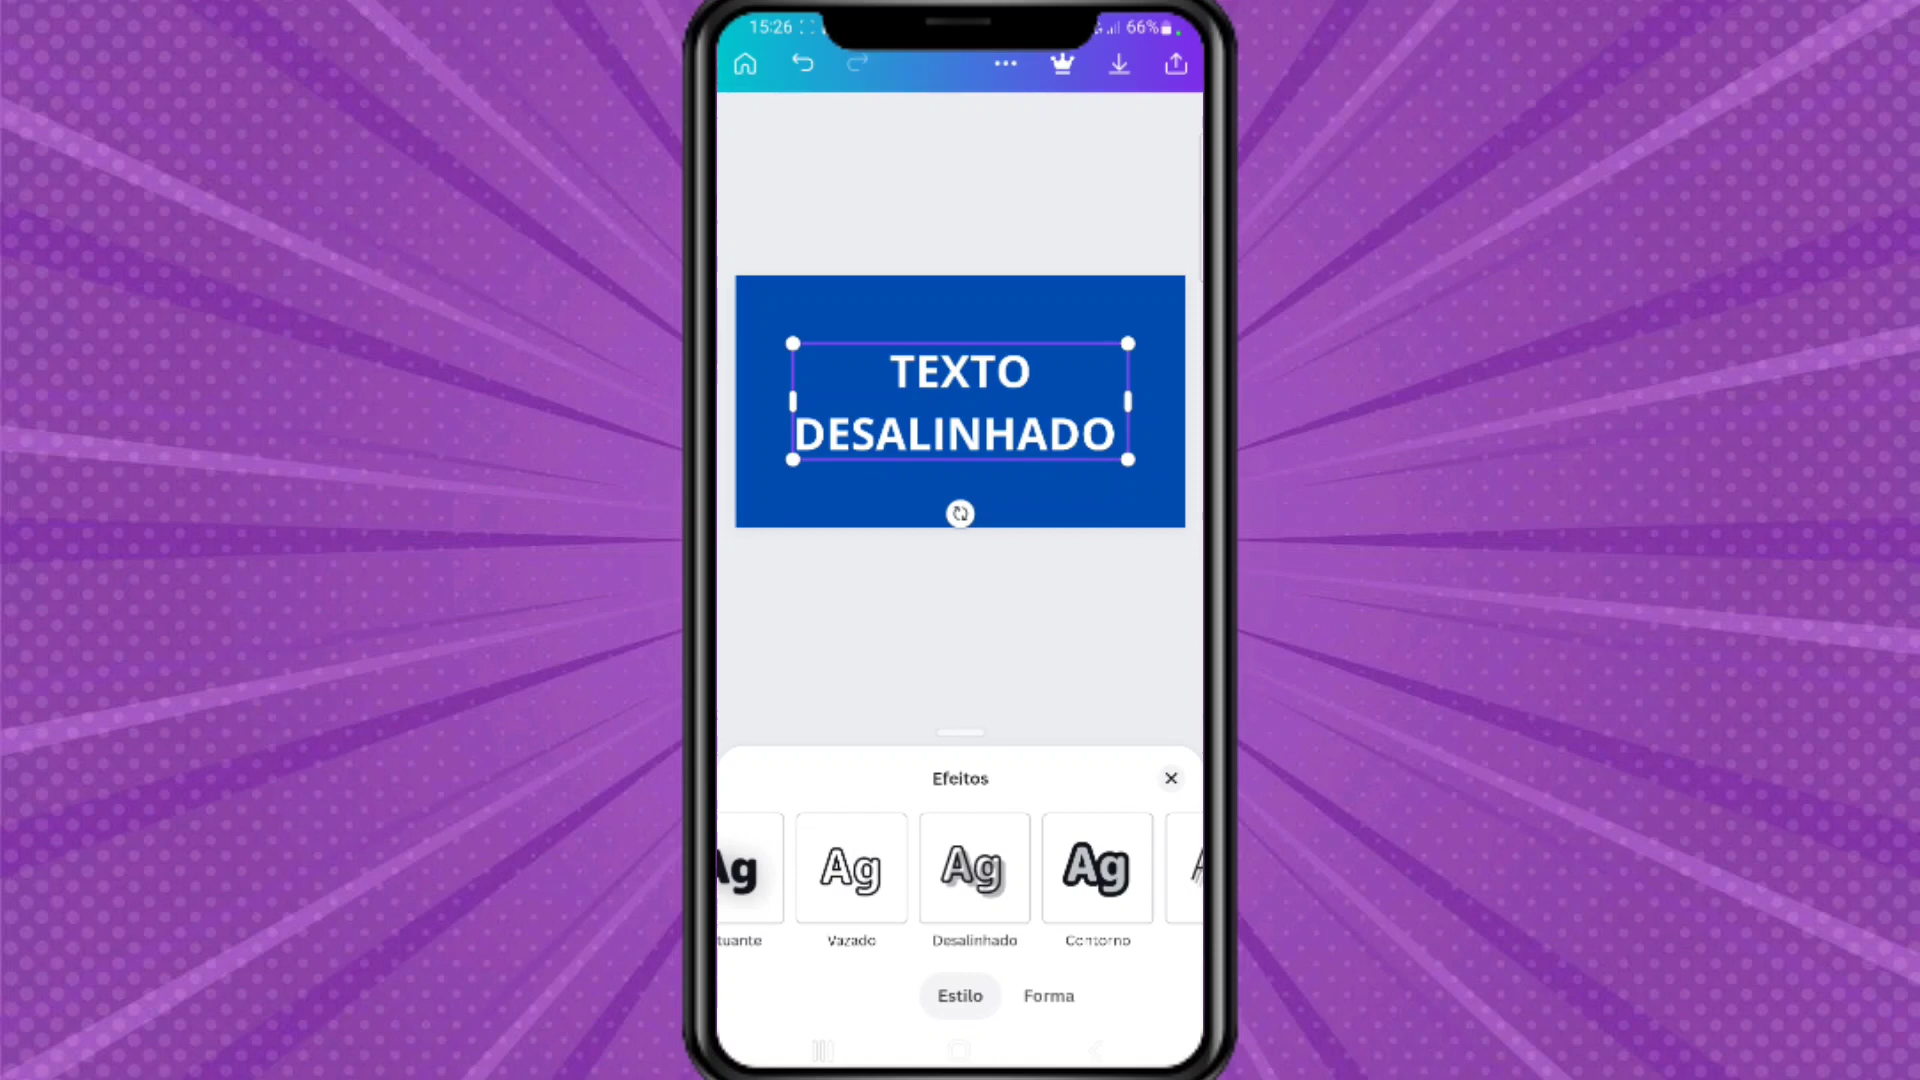 15:26
66%
TEXTO
DESALINHADO
Efeitos
Ag Ag Ag Ag
tuante Vazado Desalinhado Contorno
Estilo Forma